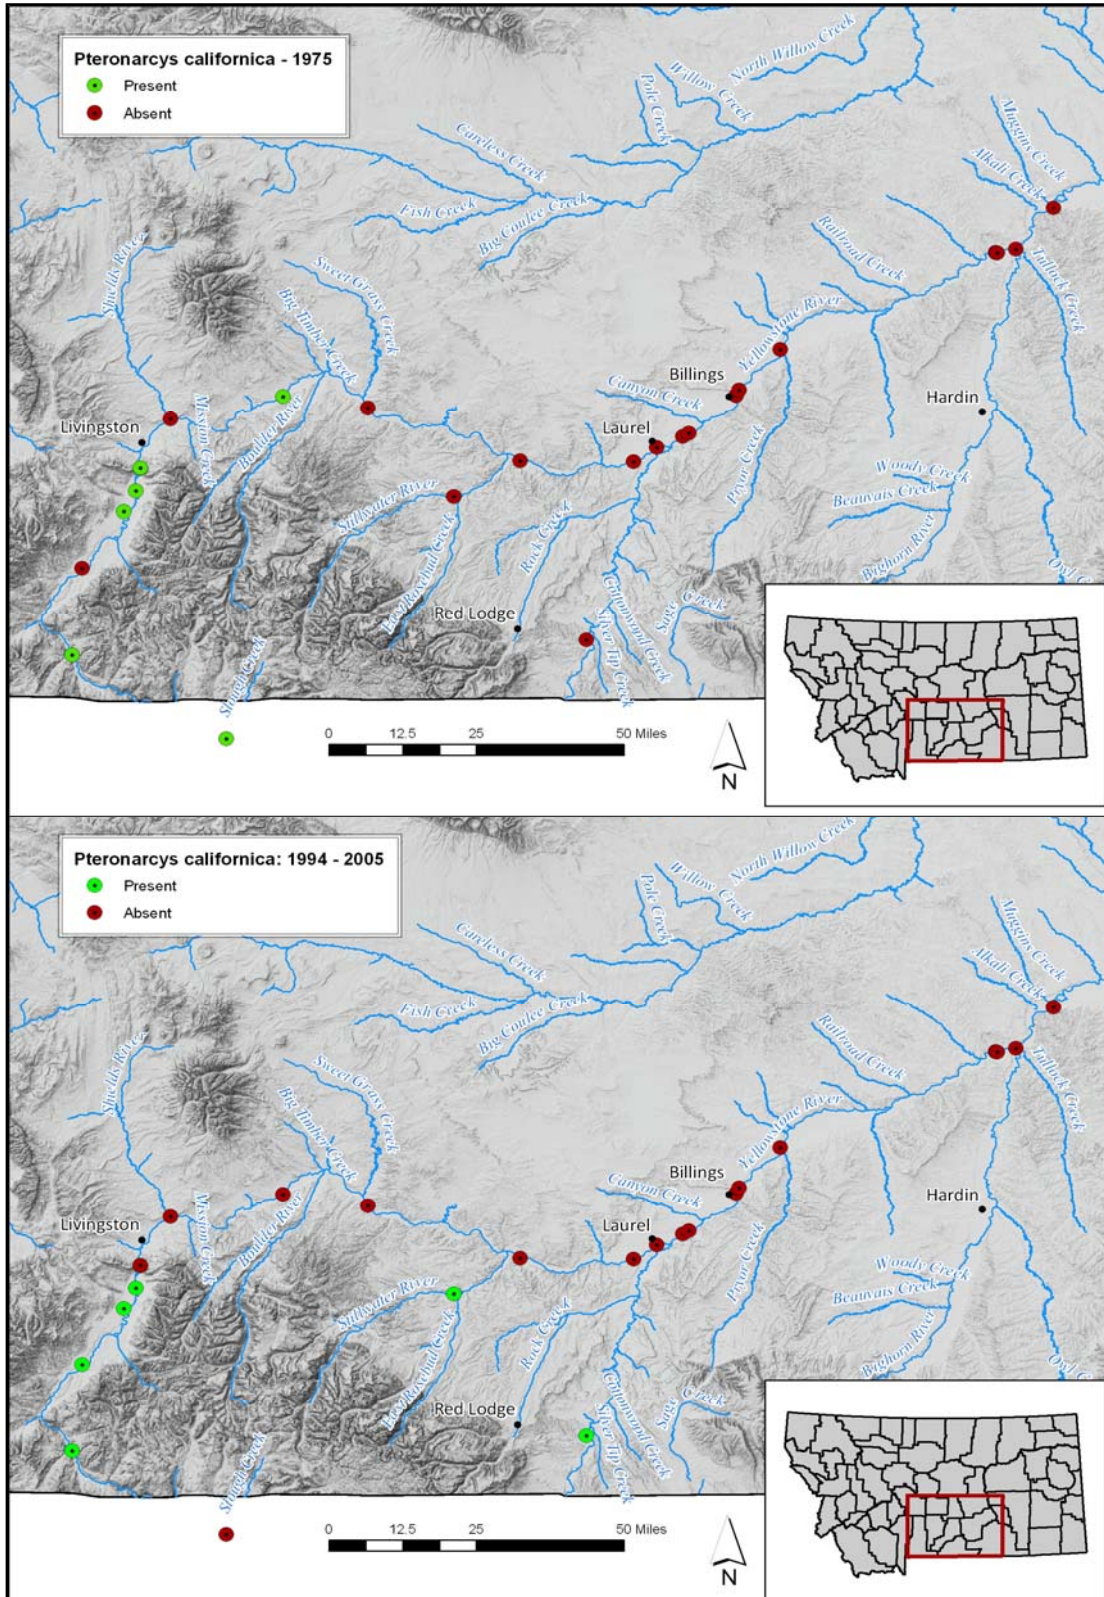 Pteronarcys californica - 1975
Present
Absent
North Willow Creek
Willow Creek
Pole Creek
Careless Creek
Fish Creek
Big Coulee Creek
Muggins Creek
Alkali Creek
Shields River
Sweet Grass Creek
Big Timber Creek
Railroad Creek
Tullock Creek
Yellowstone River
Billings
Canyon Creek
Hardin
Livingston
Mission Creek
Boulder River
Laurel
Pryor Creek
Woody Creek
Beauvais Creek
Stillwater River
Rock Creek
Bighorn River
East Rosebud Creek
Owl C
Red Lodge
Cottonwood Creek
Silver Tip Creek
Sage Creek
Slough Creek
0 12.5 25 50 Miles
N
Pteronarcys californica: 1994 - 2005
Present
Absent
North Willow Creek
Willow Creek
Pole Creek
Careless Creek
Fish Creek
Big Coulee Creek
Muggins Creek
Alkali Creek
Shields River
Sweet Grass Creek
Big Timber Creek
Railroad Creek
Tullock Creek
Yellowstone River
Billings
Canyon Creek
Hardin
Livingston
Mission Creek
Boulder River
Laurel
Pryor Creek
Woody Creek
Beauvais Creek
Stillwater River
Rock Creek
Bighorn River
East Rosebud Creek
Owl C
Red Lodge
Cottonwood Creek
Silver Tip Creek
Sage Creek
Slough Creek
0 12.5 25 50 Miles
N